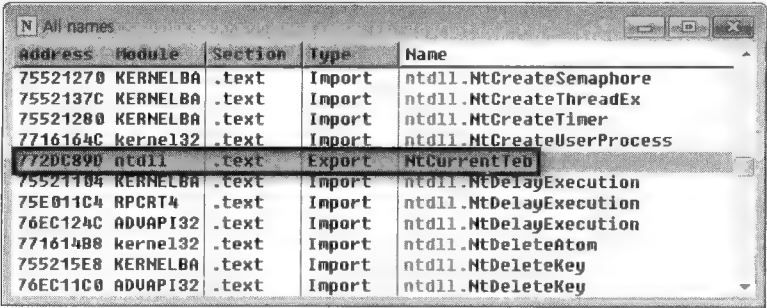 N All names
Address Module Section Type Name
75521270 KERNELBA .text Import ntdll.NtCreateSemaphore
7552137C KERNELBA .text Import ntdll.NtCreateThreadEx
75521280 KERNELBA .text Import ntdll.NtCreateTimer
7716164C kernel32 .text Import ntdll.NtCreateUserProcess
772DC89D ntdll .text Export NtCurrentTeb
75521104 KERNELBA .text Import ntdll.NtDelayExecution
75E011C4 RPCRT4 .text Import ntdll.NtDelayExecution
76EC124C ADVAPI32 .text Import ntdll.NtDelayExecution
771614B8 kernel32 .text Import ntdll.NtDeleteAtom
755215E8 KERNELBA .text Import ntdll.NtDeleteKey
76EC11C0 ADVAPI32 .text Import ntdll.NtDeleteKey